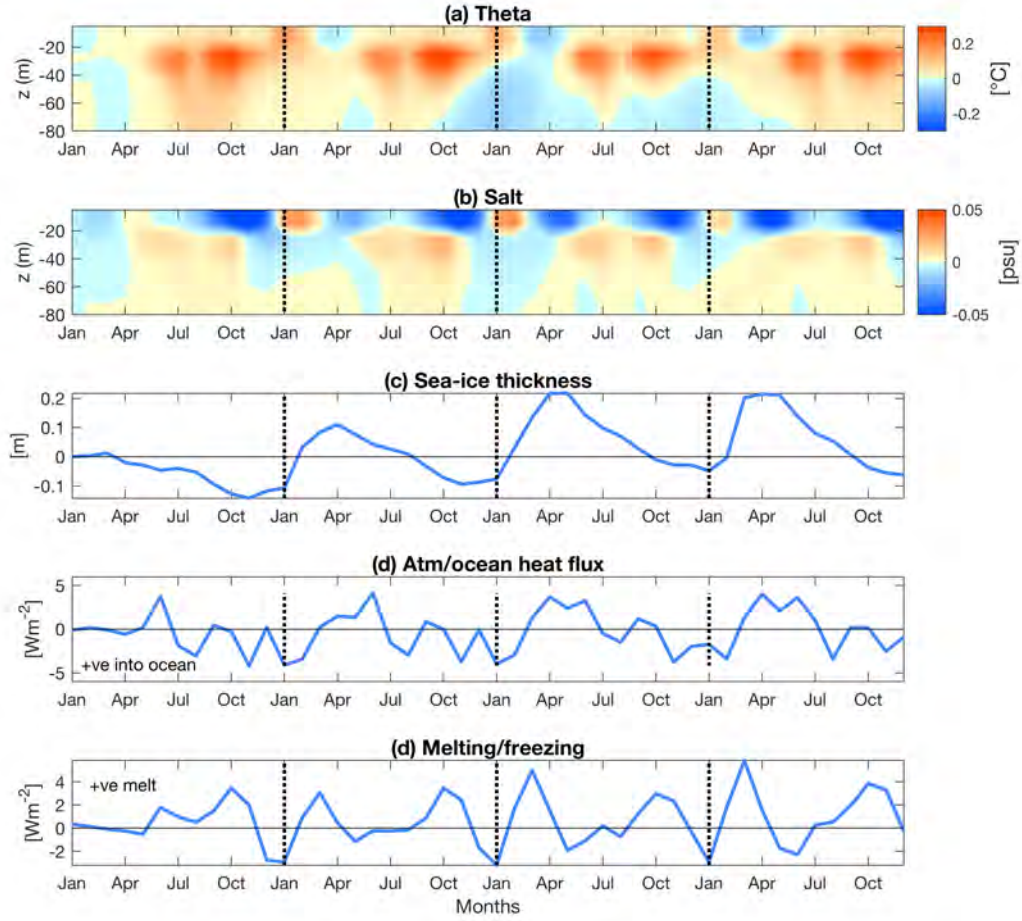 (a) Theta
z (m)
-20
-40
-60
-80
Jan Apr Jul Oct Jan Apr Jul Oct Jan Apr Jul Oct Jan Apr Jul Oct
0.2
0
-0.2
[°C]
(b) Salt
z (m)
-20
-40
-60
-80
Jan Apr Jul Oct Jan Apr Jul Oct Jan Apr Jul Oct Jan Apr Jul Oct
0.05
0
-0.05
[psu]
(c) Sea-ice thickness
[m]
0.2
0.1
0
-0.1
Jan Apr Jul Oct Jan Apr Jul Oct Jan Apr Jul Oct Jan Apr Jul Oct
(d) Atm/ocean heat flux
[Wm⁻²]
5
0
-5
+ve into ocean
Jan Apr Jul Oct Jan Apr Jul Oct Jan Apr Jul Oct Jan Apr Jul Oct
(d) Melting/freezing
[Wm⁻²]
+ve melt
4
2
0
-2
Jan Apr Jul Oct Jan Apr Jul Oct Jan Apr Jul Oct Jan Apr Jul Oct
Months